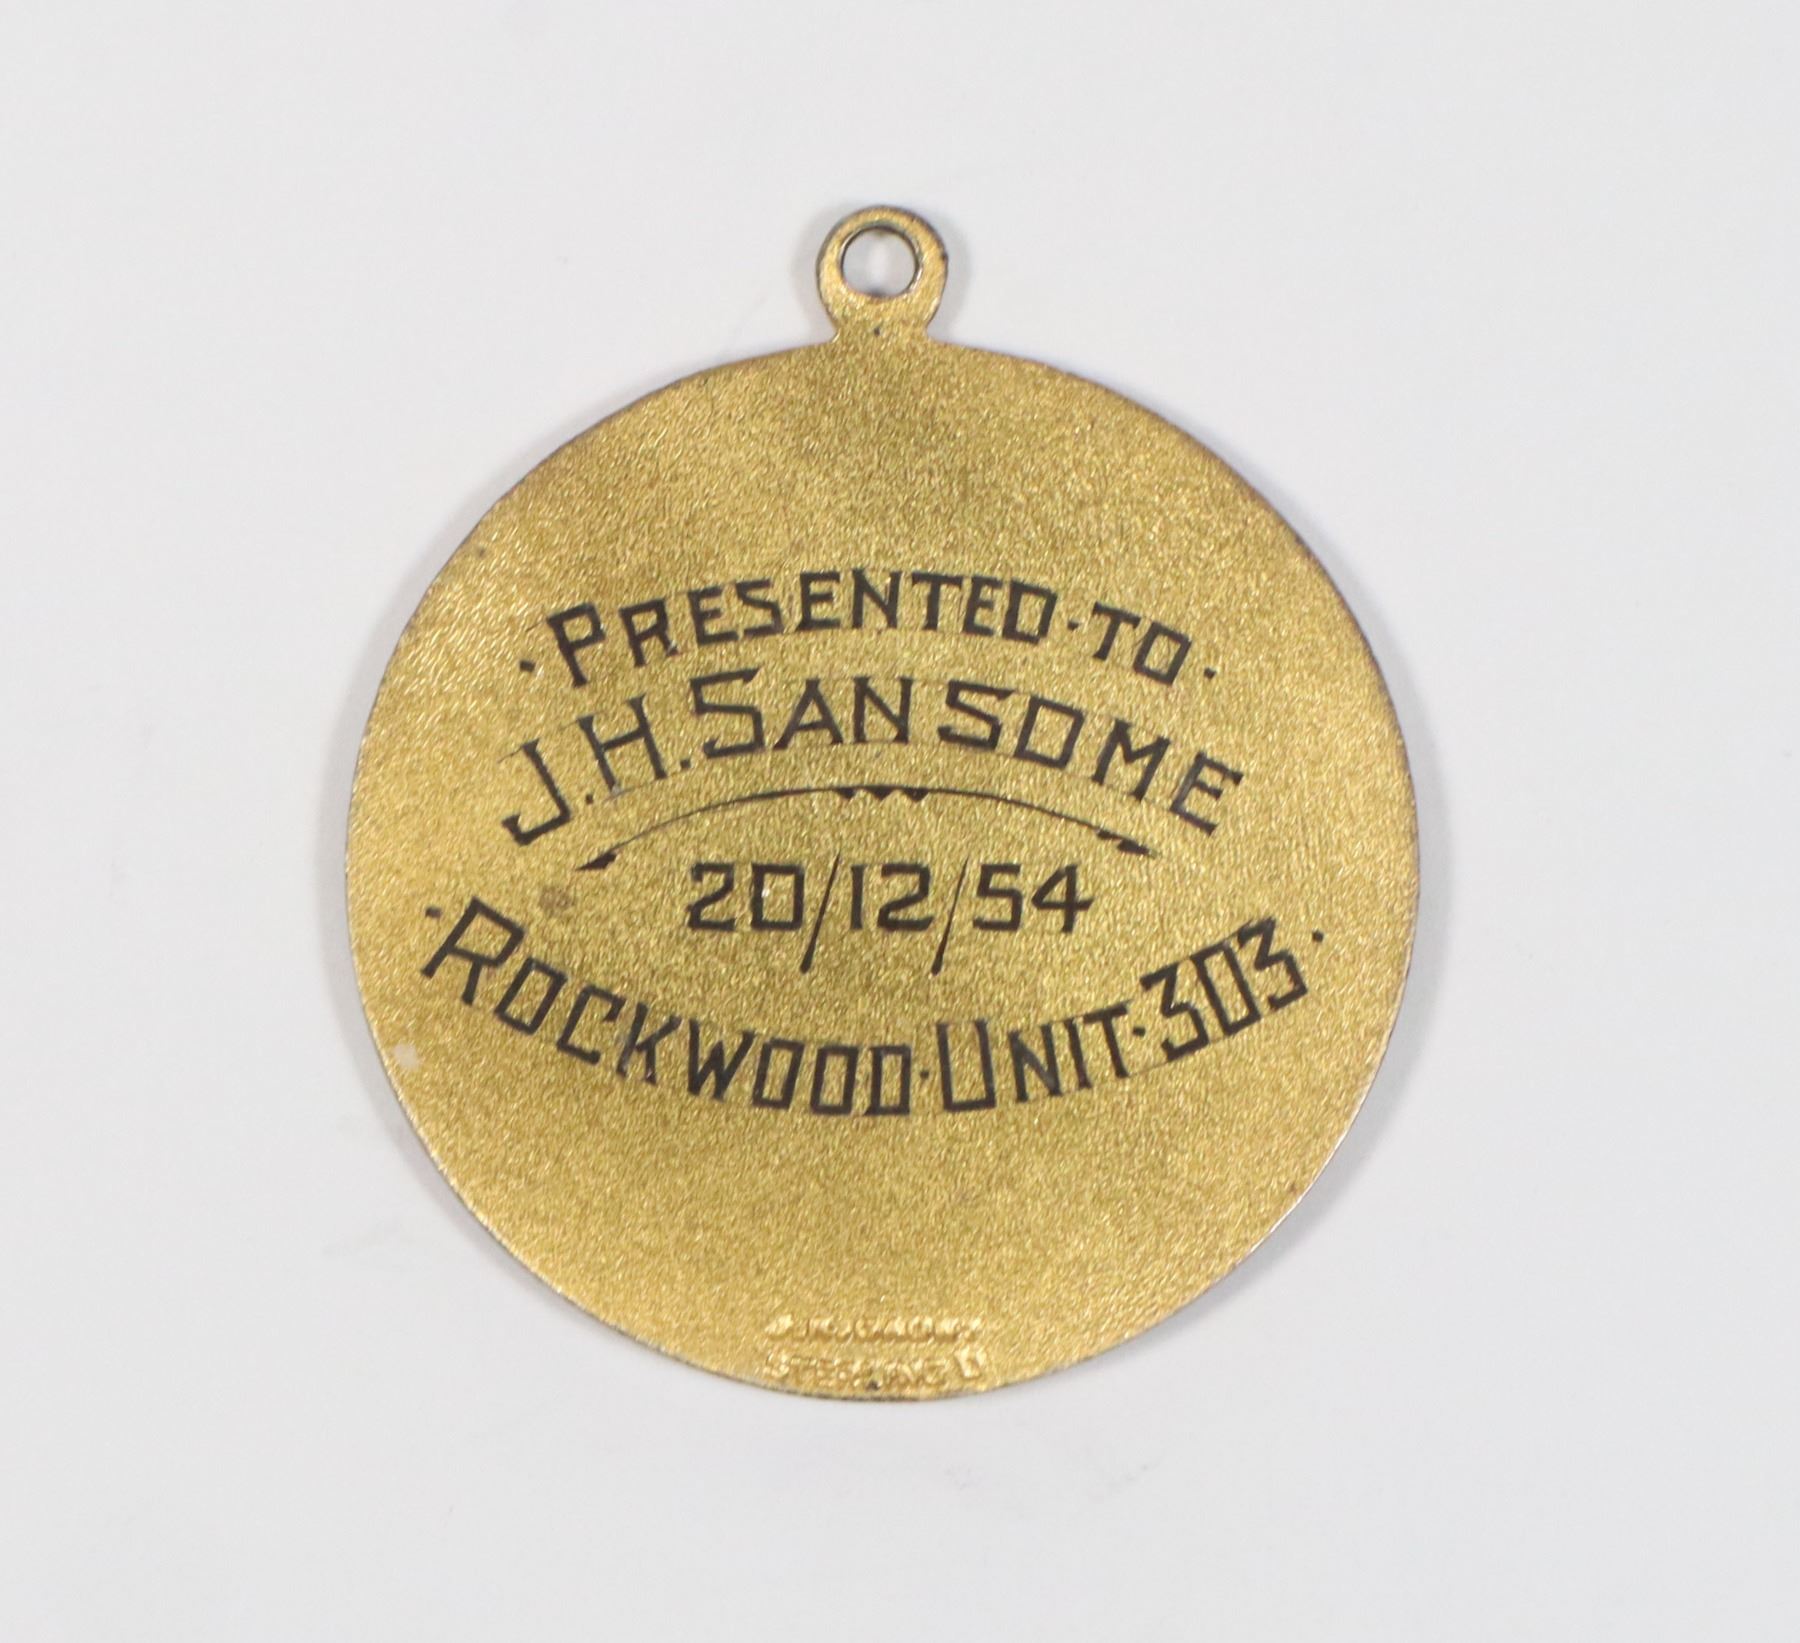 ·PRESENTED·TO·
J.H.SANSOME
20/12/54
·ROCKWOOD·UNIT·303·
STERLING